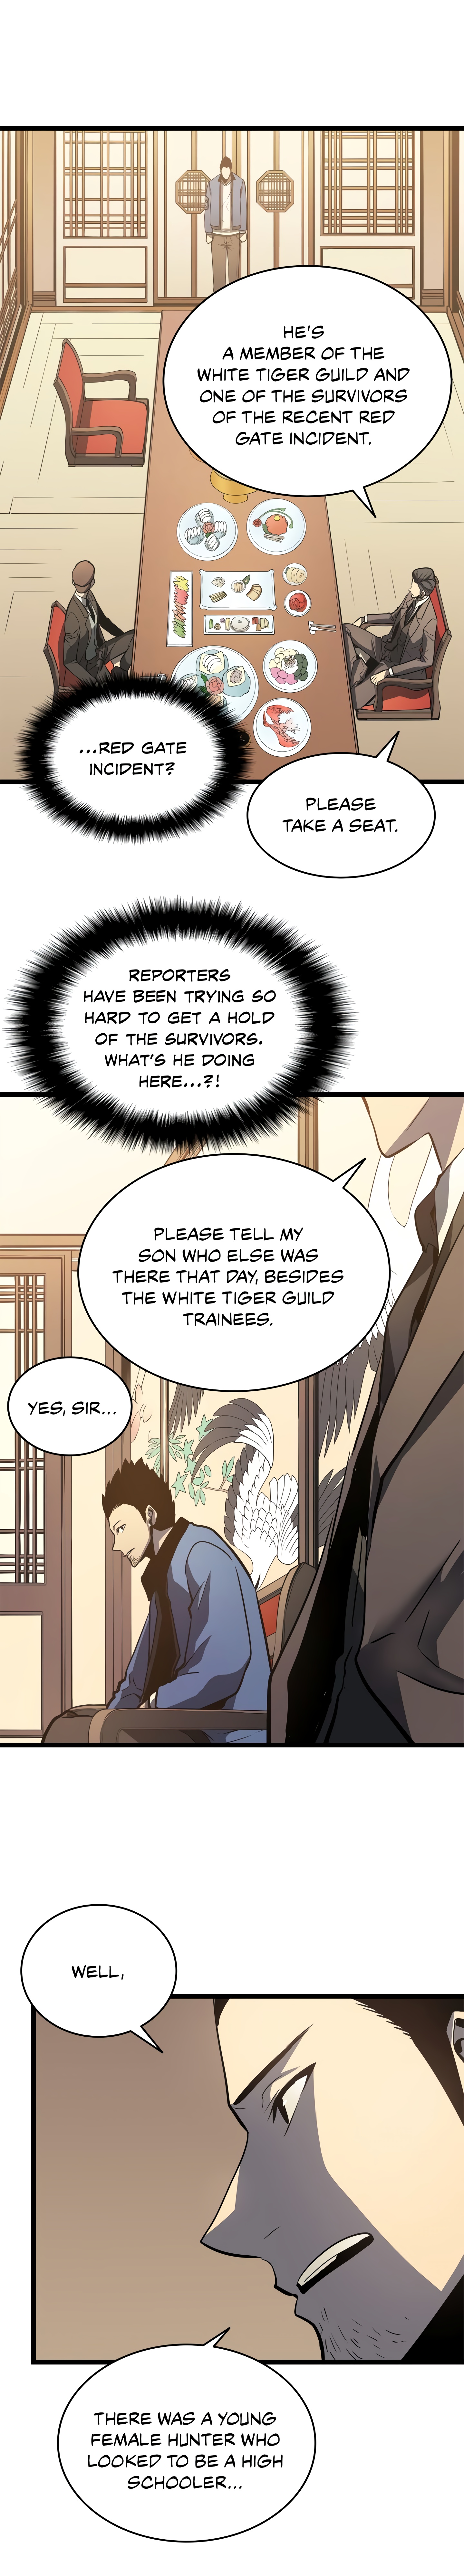 HE'S
A MEMBER OF THE
WHITE TIGER GUILD AND
ONE OF THE SURVIVORS
OF THE RECENT RED
GATE INCIDENT.
...RED GATE
INCIDENT?
PLEASE
TAKE A SEAT.
REPORTERS
HAVE BEEN TRYING SO
HARD TO GET A HOLD
OF THE SURVIVORS.
WHAT'S HE DOING
HERE...?!
PLEASE TELL MY
SON WHO ELSE WAS
THERE THAT DAY, BESIDES
THE WHITE TIGER GUILD
TRAINEES.
YES, SIR...
WELL,
THERE WAS A YOUNG
FEMALE HUNTER WHO
LOOKED TO BE A HIGH
SCHOOLER...